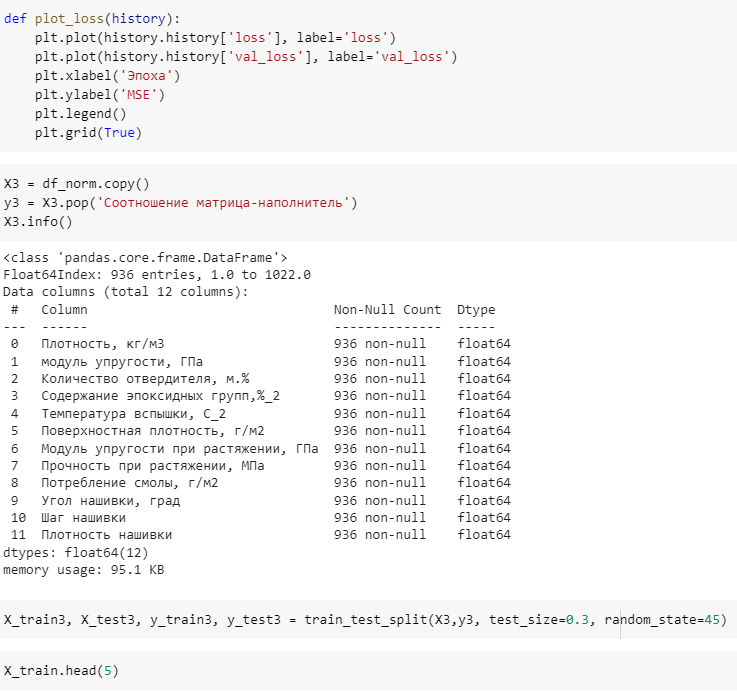 def plot_loss(history):
    plt.plot(history.history['loss'], label='loss')
    plt.plot(history.history['val_loss'], label='val_loss')
    plt.xlabel('Эпоха')
    plt.ylabel('MSE')
    plt.legend()
    plt.grid(True)
X3 = df_norm.copy()
y3 = X3.pop('Соотношение матрица-наполнитель')
X3.info()
<class 'pandas.core.frame.DataFrame'>
Float64Index: 936 entries, 1.0 to 1022.0
Data columns (total 12 columns):
 #   Column                                Non-Null Count  Dtype
---  ------                                --------------  -----
 0   Плотность, кг/м3                      936 non-null    float64
 1   модуль упругости, ГПа                 936 non-null    float64
 2   Количество отвердителя, м.%           936 non-null    float64
 3   Содержание эпоксидных групп,%_2       936 non-null    float64
 4   Температура вспышки, С_2              936 non-null    float64
 5   Поверхностная плотность, г/м2         936 non-null    float64
 6   Модуль упругости при растяжении, ГПа  936 non-null    float64
 7   Прочность при растяжении, МПа         936 non-null    float64
 8   Потребление смолы, г/м2               936 non-null    float64
 9   Угол нашивки, град                    936 non-null    float64
 10  Шаг нашивки                           936 non-null    float64
 11  Плотность нашивки                     936 non-null    float64
dtypes: float64(12)
memory usage: 95.1 KB
X_train3, X_test3, y_train3, y_test3 = train_test_split(X3,y3, test_size=0.3, random_state=45)
X_train.head(5)